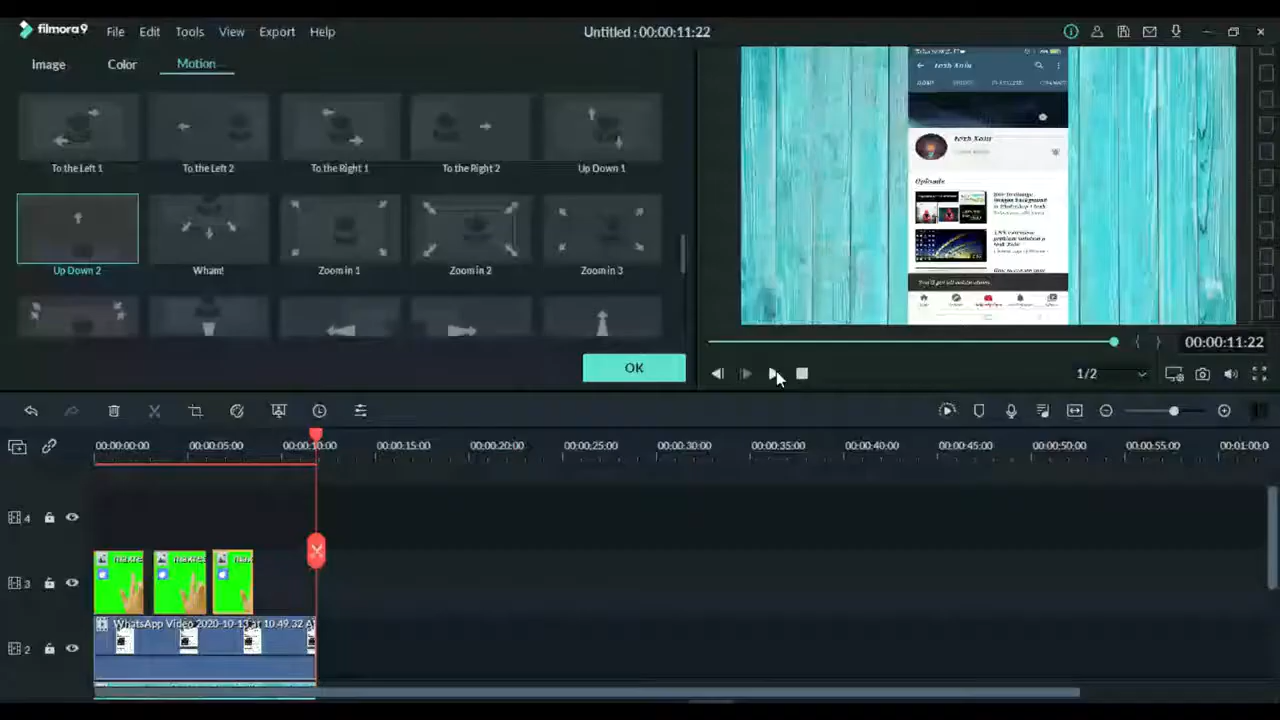 filmora9 File Edit Tools View Export Help Untitled : 00:00:11:22
Image Color Motion
To the Left 1 To the Left 2 To the Right 1 To the Right 2 Up Down 1
Up Down 2 Wham! Zoom in 1 Zoom in 2 Zoom in 3
OK
Uploads
00:00:11:22
1/2
00:00:00:00 00:00:05:00 00:00:10:00 00:00:15:00 00:00:20:00 00:00:25:00 00:00:30:00 00:00:35:00 00:00:40:00 00:00:45:00 00:00:50:00 00:00:55:00 00:01:00:0
4
3
WhatsApp Video 2020-10-13 at 10.49.32 A
2